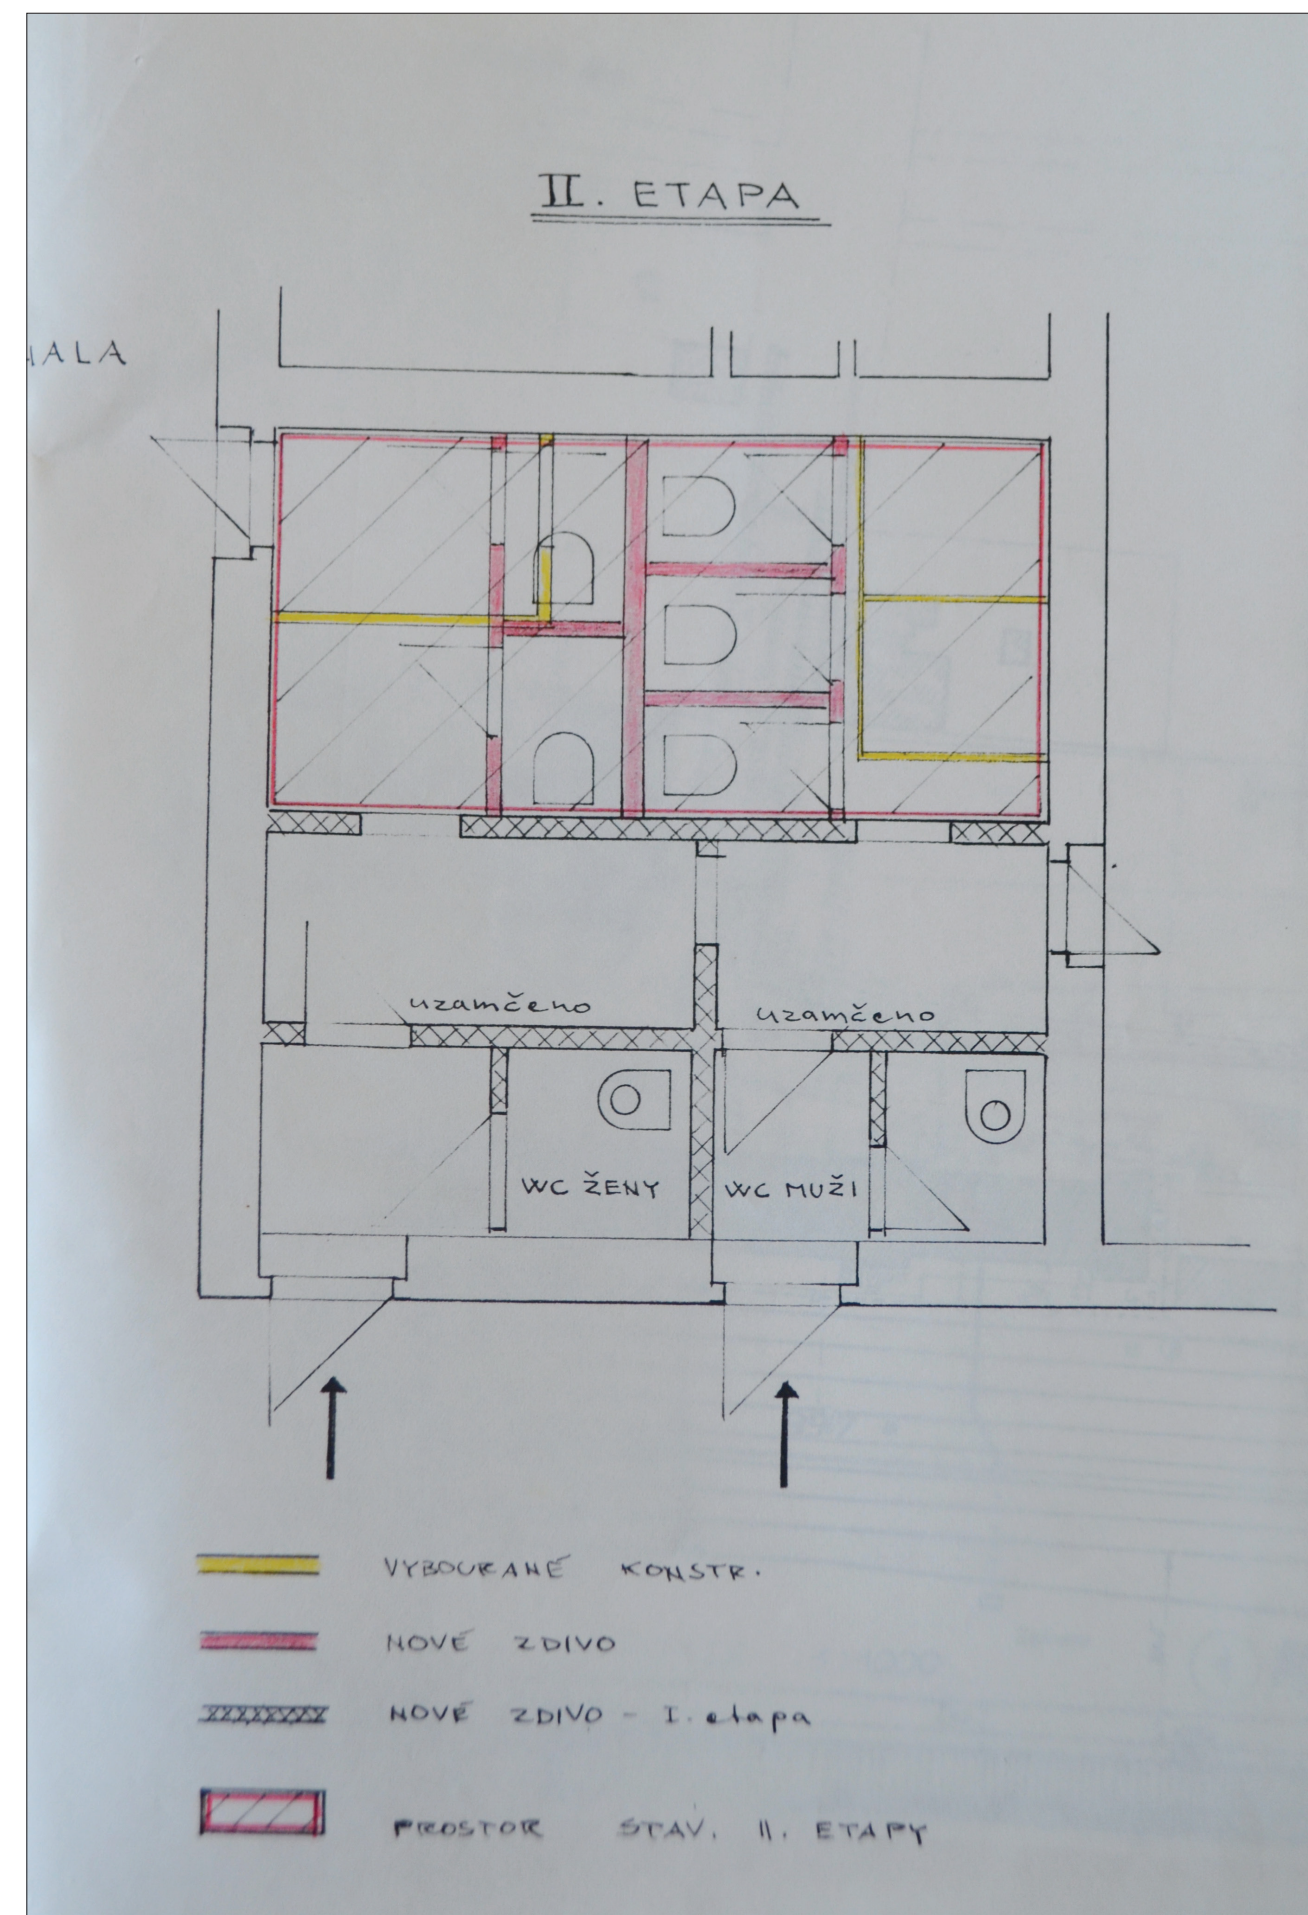 II. ETAPA
HALA
uzamčeno
uzamčeno
WC ŽENY
WC MUŽI
VYBOURANÉ KONSTR.
NOVÉ ZDIVO
NOVÉ ZDIVO - I. etapa
PROSTOR STAV. II. ETAPY